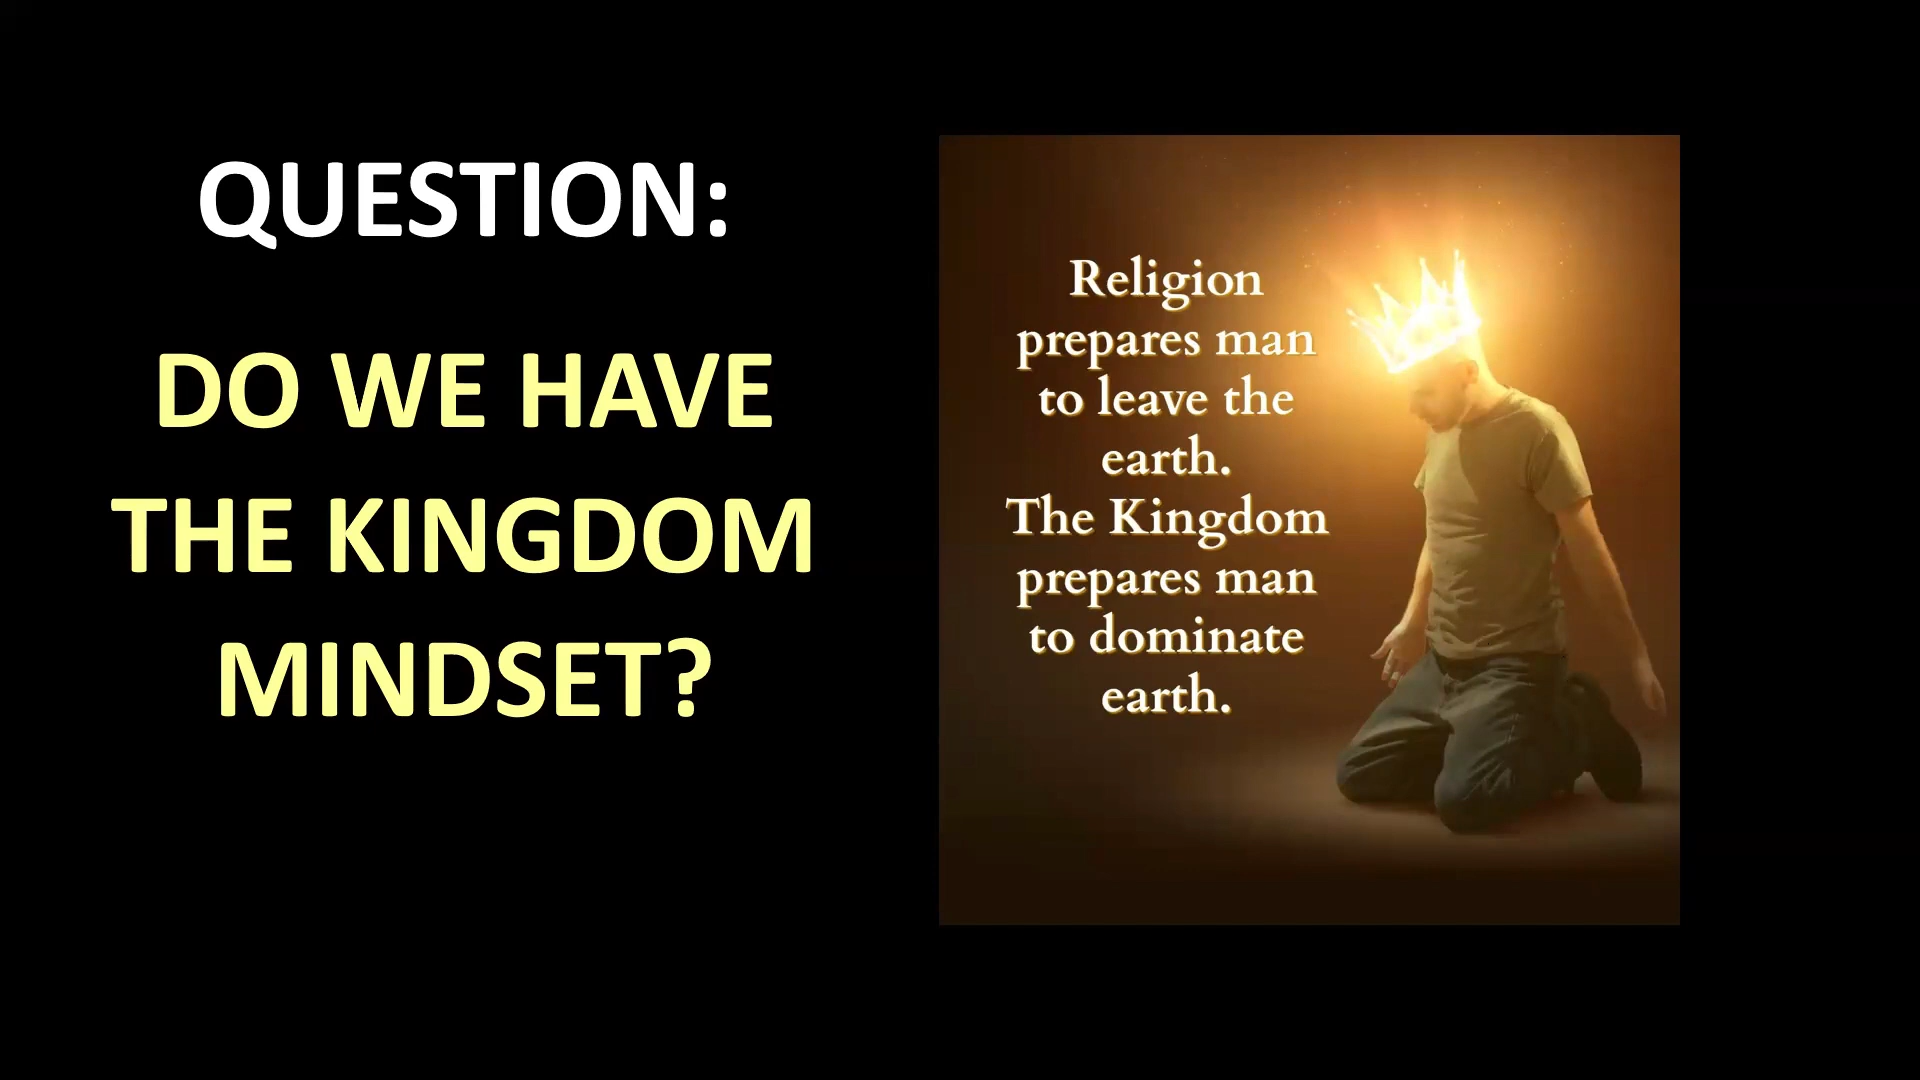 QUESTION:
DO WE HAVE
THE KINGDOM
MINDSET?
Religion
prepares man
to leave the
earth.
The Kingdom
prepares man
to dominate
earth.